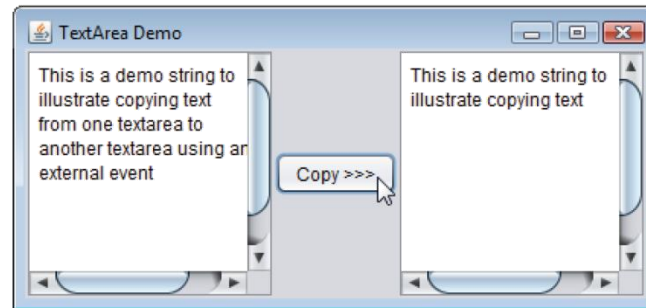 TextArea Demo
This is a demo string to
illustrate copying text
from one textarea to
another textarea using an
external event
Copy >>>
This is a demo string to
illustrate copying text